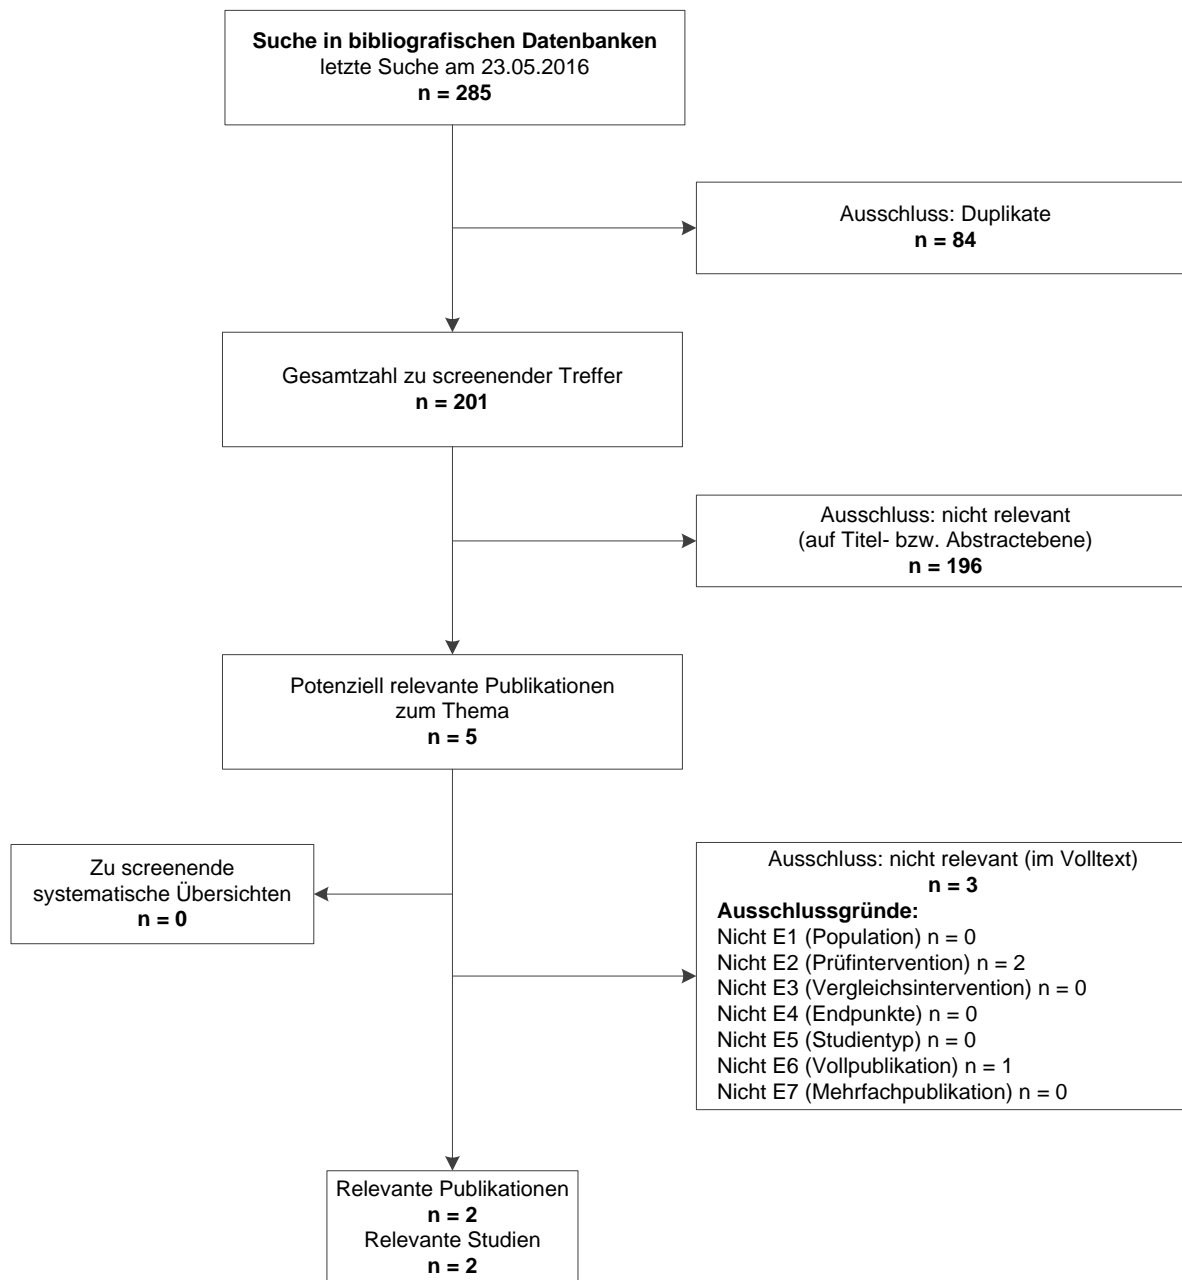 Suche in bibliografischen Datenbanken
letzte Suche am 23.05.2016
n = 285
Ausschluss: Duplikate
n = 84
Gesamtzahl zu screenender Treffer
n = 201
Ausschluss: nicht relevant
(auf Titel- bzw. Abstractebene)
n = 196
Potenziell relevante Publikationen
zum Thema
n = 5
Zu screenende
systematische Übersichten
n = 0
Ausschluss: nicht relevant (im Volltext)
n = 3
Ausschlussgründe:
Nicht E1 (Population) n = 0
Nicht E2 (Prüfintervention) n = 2
Nicht E3 (Vergleichsintervention) n = 0
Nicht E4 (Endpunkte) n = 0
Nicht E5 (Studientyp) n = 0
Nicht E6 (Vollpublikation) n = 1
Nicht E7 (Mehrfachpublikation) n = 0
Relevante Publikationen
n = 2
Relevante Studien
n = 2